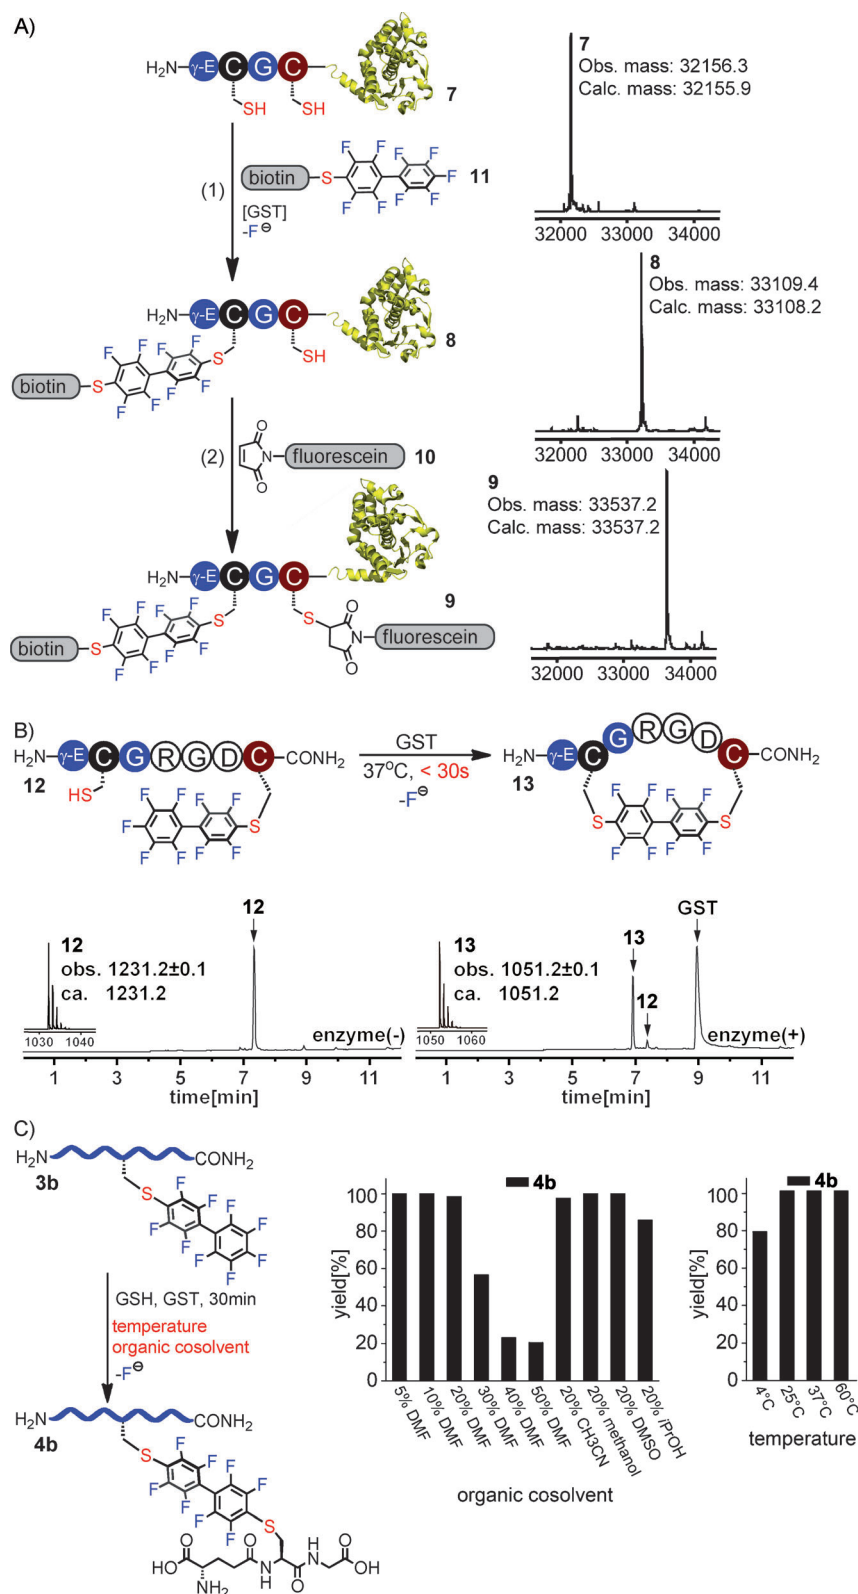 A)
H₂N γ-E C G C
SH SH
7
7
Obs. mass: 32156.3
Calc. mass: 32155.9
32000 33000 34000
(1)
biotin S F F F F F F F F F 11
[GST]
-F⊖
H₂N γ-E C G C
S SH
8
biotin S F F F F F F F F
8
Obs. mass: 33109.4
Calc. mass: 33108.2
32000 33000 34000
(2)
O N O fluorescein 10
9
Obs. mass: 33537.2
Calc. mass: 33537.2
32000 33000 34000
H₂N γ-E C G C
9
biotin S F F F F F F F F S
S O N O fluorescein
B)
H₂N γ-E C G R G D C CONH₂
12
HS
F F F F F F F F F S
GST
37°C, < 30s
-F⊖
H₂N γ-E C G R G D C CONH₂
13
S F F F F F F F F S
12
obs. 1231.2±0.1
ca. 1231.2
1030 1040
12
enzyme(-)
1 3 5 7 9 11
time[min]
13
obs. 1051.2±0.1
ca. 1051.2
1050 1060
13
12
GST
enzyme(+)
1 3 5 7 9 11
time[min]
C)
H₂N CONH₂
3b
S F F F F F F F F F
GSH, GST, 30min
temperature
organic cosolvent
-F⊖
H₂N CONH₂
4b
S F F F F F F F F S
HO O NH₂ O N H O H N O OH
4b
yield[%]
100
80
60
40
20
0
5% DMF
10% DMF
20% DMF
30% DMF
40% DMF
50% DMF
20% CH3CN
20% methanol
20% DMSO
20% iPrOH
organic cosolvent
4b
yield[%]
100
80
60
40
20
0
4°C
25°C
37°C
60°C
temperature